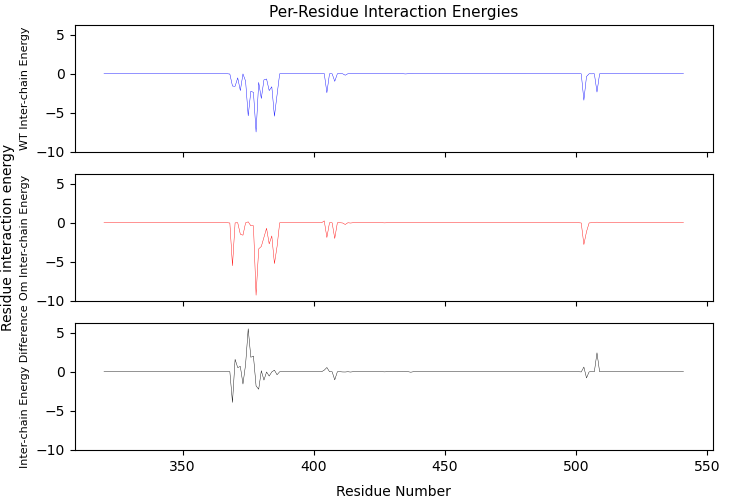 Per-Residue Interaction Energies
WT Inter-chain Energy
5
0
−5
−10
Residue interaction energy
Om Inter-chain Energy
5
0
−5
−10
Inter-chain Energy Difference
5
0
−5
−10
350
400
450
500
550
Residue Number